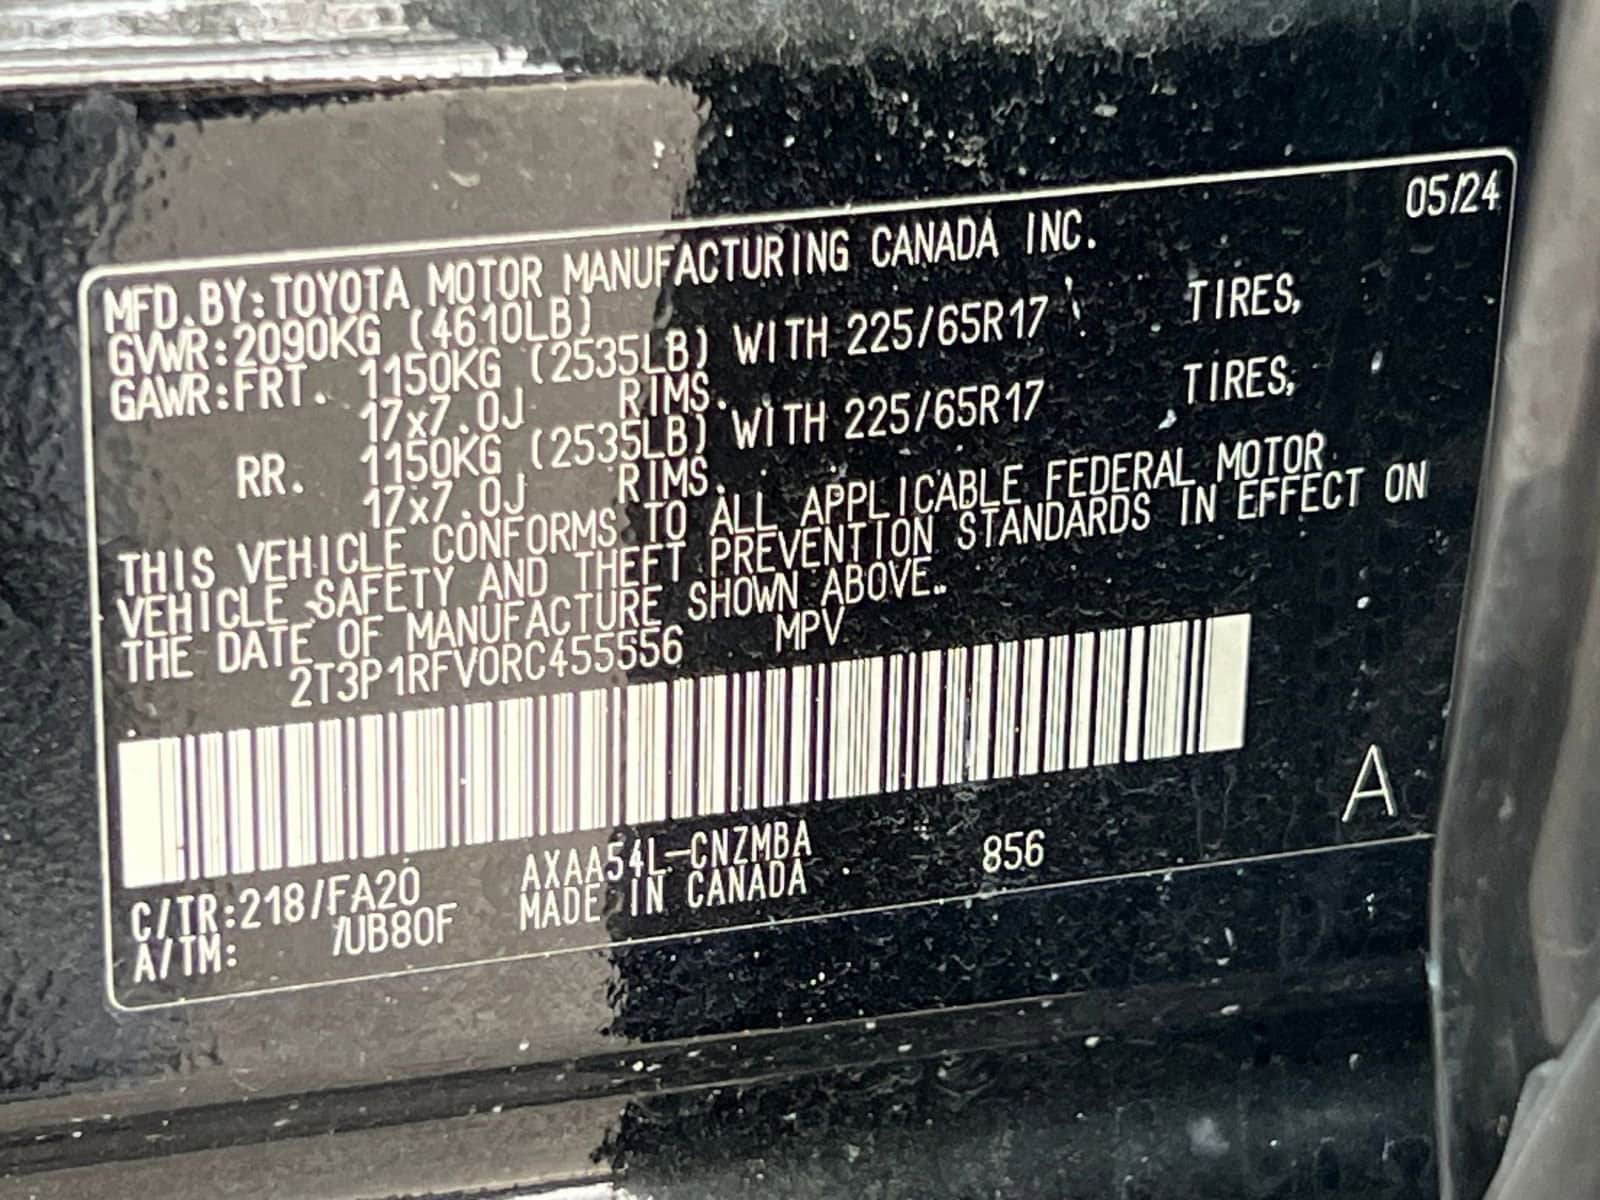 05/24
MFD.BY:TOYOTA MOTOR MANUFACTURING CANADA INC.
GVWR:2090KG (4610LB)
GAWR:FRT. 1150KG (2535LB) WITH 225/65R17 TIRES,
17x7.0J RIMS.
RR. 1150KG (2535LB) WITH 225/65R17 TIRES,
17x7.0J RIMS.
THIS VEHICLE CONFORMS TO ALL APPLICABLE FEDERAL MOTOR
VEHICLE SAFETY AND THEFT PREVENTION STANDARDS IN EFFECT ON
THE DATE OF MANUFACTURE SHOWN ABOVE.
2T3P1RFV0RC455556 MPV
A
C/TR:218/FA20 AXAA54L-CNZMBA 856
A/TM: /UB80F MADE IN CANADA